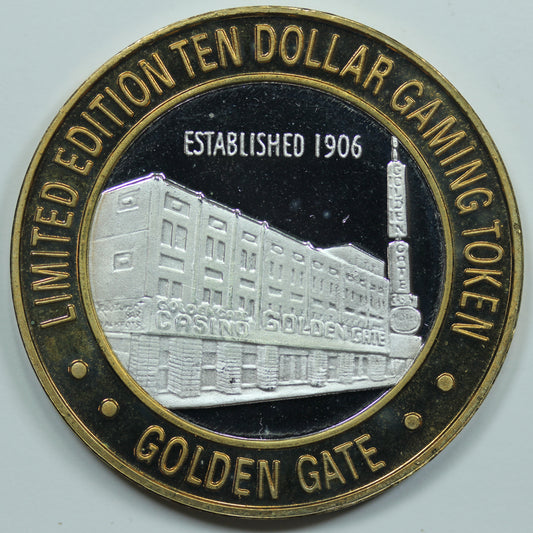 LIMITED EDITION TEN DOLLAR GAMING TOKEN
ESTABLISHED 1906
GOLDEN
GATE
CASINO GOLDEN GATE
GOLDEN GATE